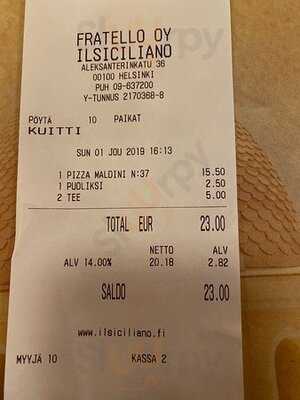 FRATELLO OY
ILSICILIANO
ALEKSANTERINKATU 36
00100 HELSINKI
PUH 09-637200
Y-TUNNUS 2170368-8
PÖYTÄ 10 PAIKAT
KUITTI
SUN 01 JOU 2019 16:13
1 PIZZA MALDINI N:37 15.50
1 PUOLIKSI 2.50
2 TEE 5.00
TOTAL EUR 23.00
NETTO ALV
ALV 14.00% 20.18 2.82
SALDO 23.00
www.ilsiciliano.fi
MYYJÄ 10 KASSA 2